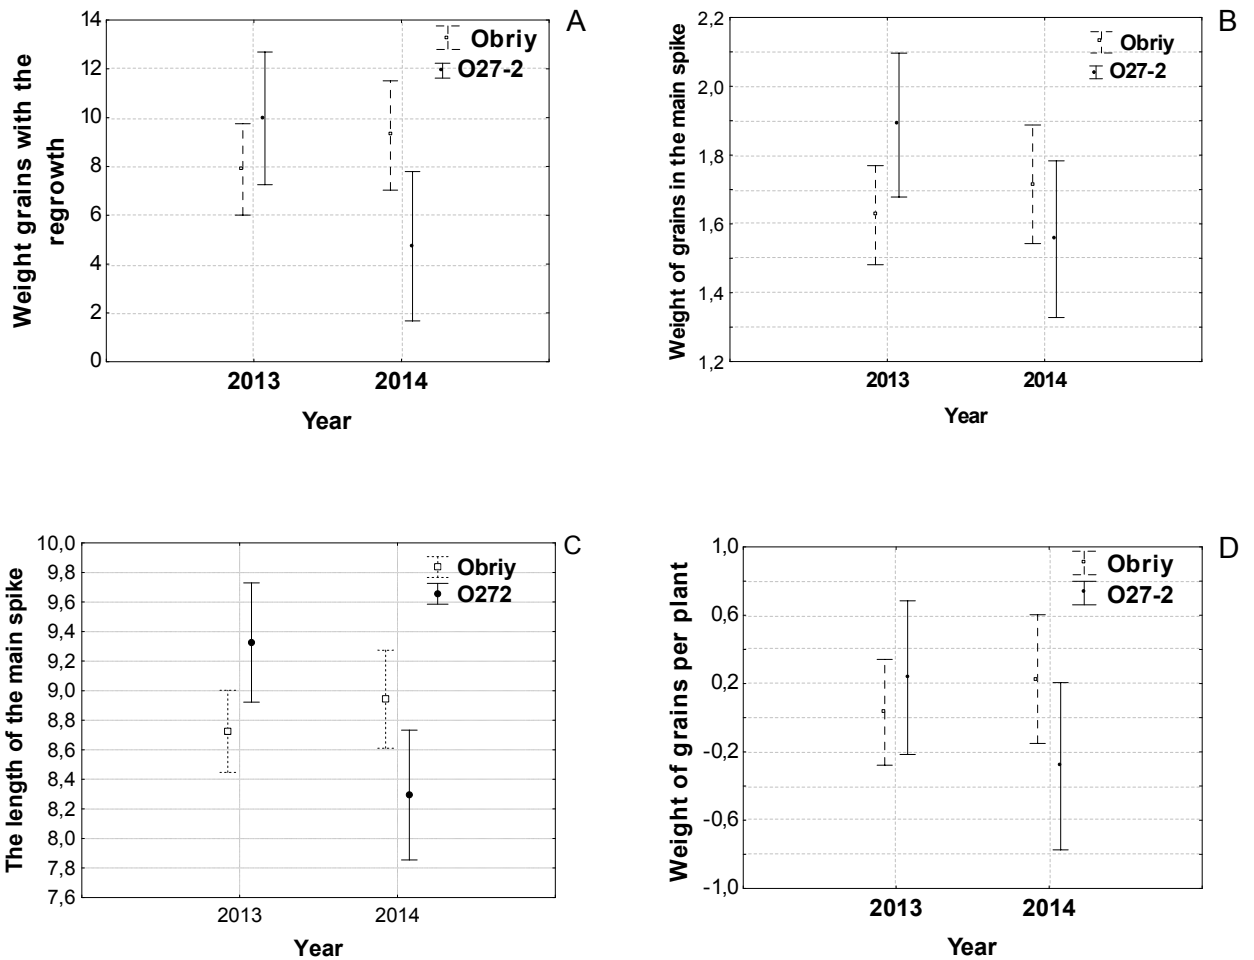 A
Weight grains with the
regrowth
14
12
10
8
6
4
2
0
Obriy
O27-2
2013
2014
Year
B
Weight of grains in the main spike
2,2
2,0
1,8
1,6
1,4
1,2
Obriy
O27-2
2013
2014
Year
C
The length of the main spike
10,0
9,8
9,6
9,4
9,2
9,0
8,8
8,6
8,4
8,2
8,0
7,8
7,6
Obriy
O272
2013
2014
Year
D
Weight of grains per plant
1,0
0,6
0,2
-0,2
-0,6
-1,0
Obriy
O27-2
2013
2014
Year